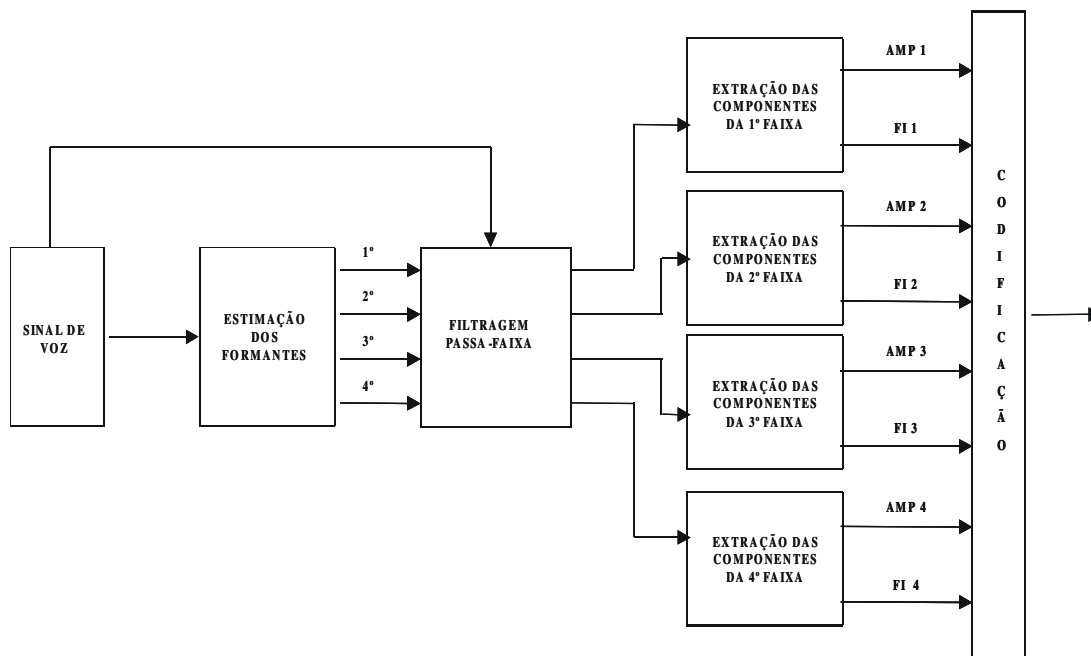 SINAL DE
VOZ
ESTIMAÇÃO
DOS
FORMANTES
1º
2º
3º
4º
FILTRAGEM
PASSA-FAIXA
EXTRAÇÃO DAS
COMPONENTES
DA 1º FAIXA
EXTRAÇÃO DAS
COMPONENTES
DA 2º FAIXA
EXTRAÇÃO DAS
COMPONENTES
DA 3º FAIXA
EXTRAÇÃO DAS
COMPONENTES
DA 4º FAIXA
AMP 1
FI 1
AMP 2
FI 2
AMP 3
FI 3
AMP 4
FI 4
CODIFICAÇÃO